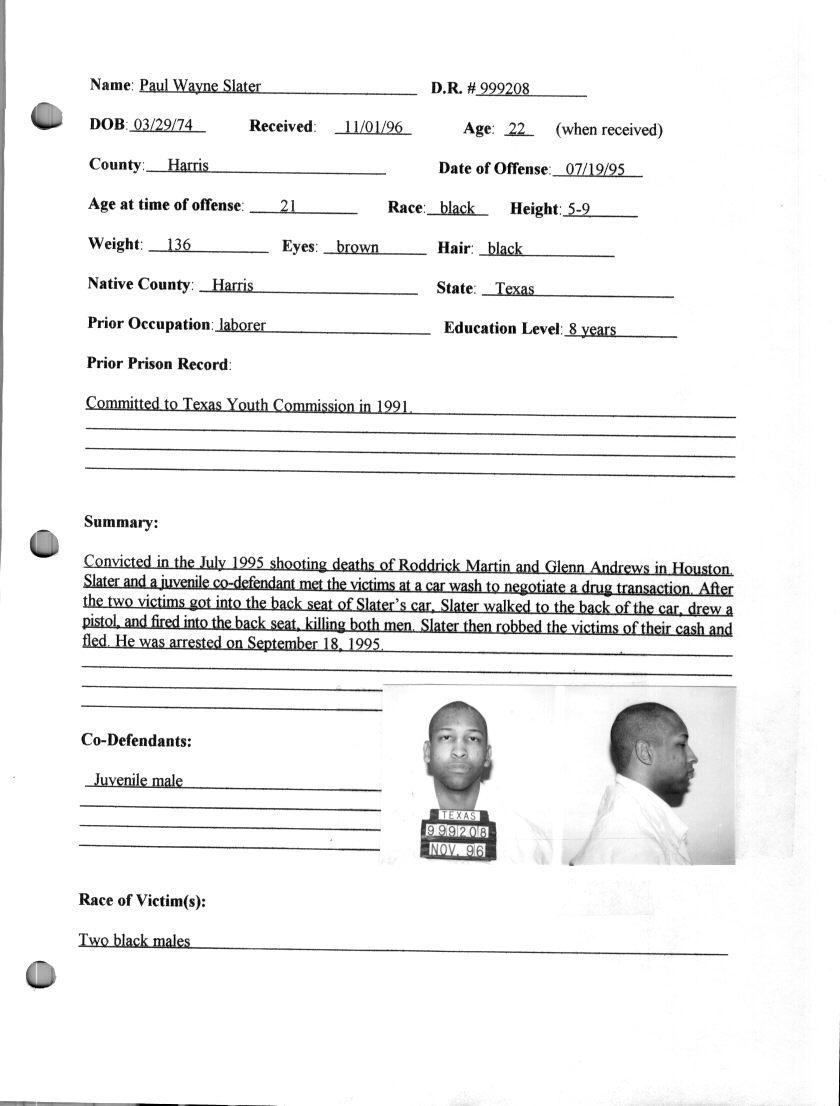 Name: Paul Wayne Slater D.R. # 999208
DOB: 03/29/74 Received: 11/01/96 Age: 22 (when received)
County: Harris Date of Offense: 07/19/95
Age at time of offense: 21 Race: black Height: 5-9
Weight: 136 Eyes: brown Hair: black
Native County: Harris State: Texas
Prior Occupation: laborer Education Level: 8 years
Prior Prison Record:
Committed to Texas Youth Commission in 1991.
Summary:
Convicted in the July 1995 shooting deaths of Roddrick Martin and Glenn Andrews in Houston.
Slater and a juvenile co-defendant met the victims at a car wash to negotiate a drug transaction. After
the two victims got into the back seat of Slater's car, Slater walked to the back of the car, drew a
pistol, and fired into the back seat, killing both men. Slater then robbed the victims of their cash and
fled. He was arrested on September 18, 1995.
Co-Defendants:
Juvenile male
TEXAS
999208
NOV. 96
Race of Victim(s):
Two black males